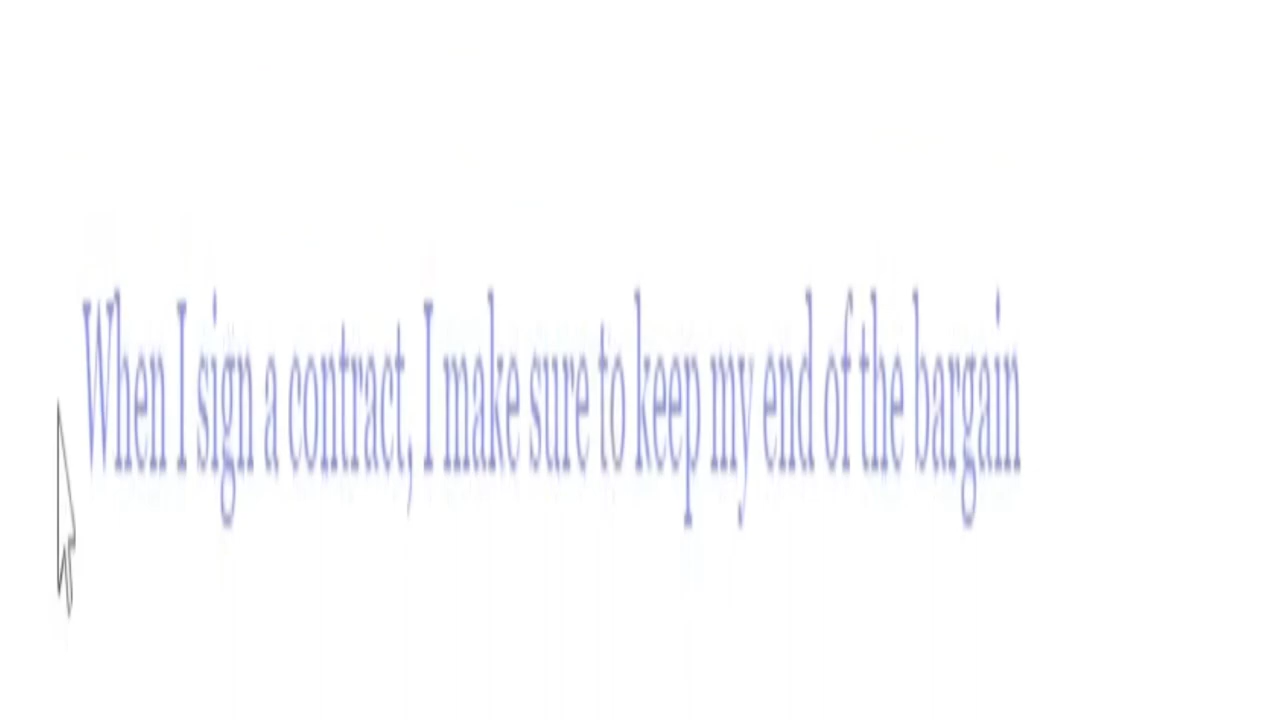 When I sign a contract, I make sure to keep my end of the bargain